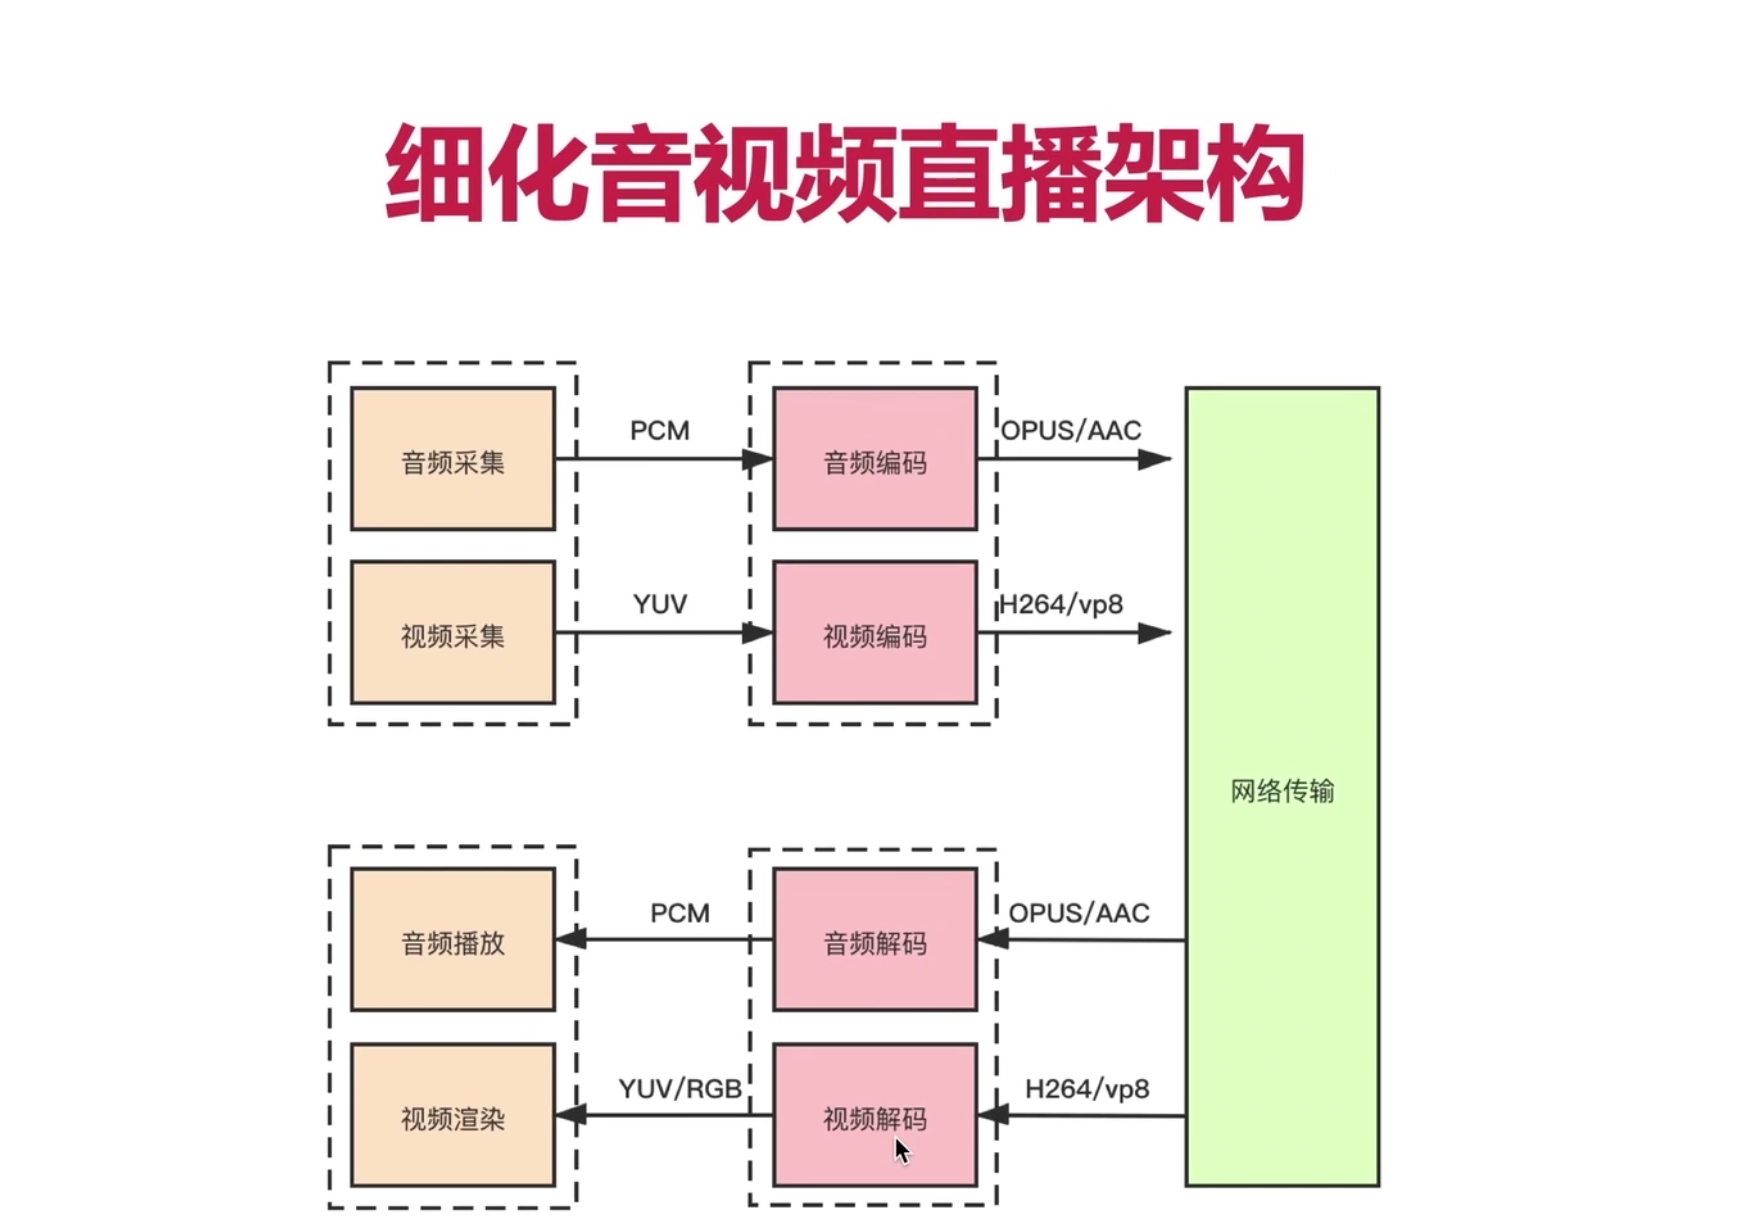 细化音视频直播架构
PCM
OPUS/AAC
音频采集
音频编码
YUV
H264/vp8
视频采集
视频编码
网络传输
PCM
OPUS/AAC
音频播放
音频解码
YUV/RGB
H264/vp8
视频渲染
视频解码